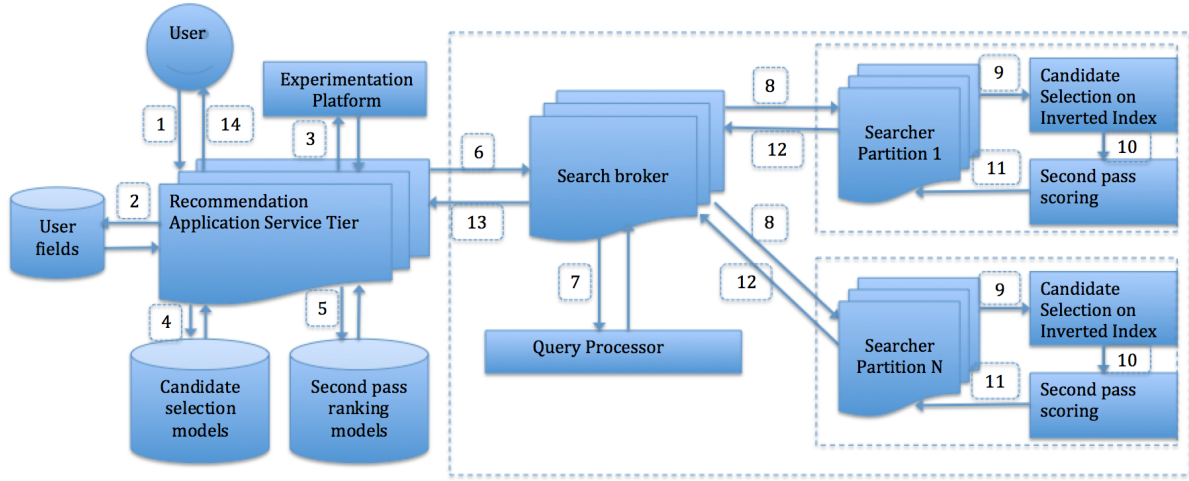 User
Experimentation
Platform
1
14
3
2
User
fields
Recommendation
Application Service Tier
4
5
Candidate
selection
models
Second pass
ranking
models
6
13
Search broker
7
Query Processor
8
12
8
12
Searcher
Partition 1
9
Candidate
Selection on
Inverted Index
10
11
Second pass
scoring
Searcher
Partition N
9
Candidate
Selection on
Inverted Index
10
11
Second pass
scoring